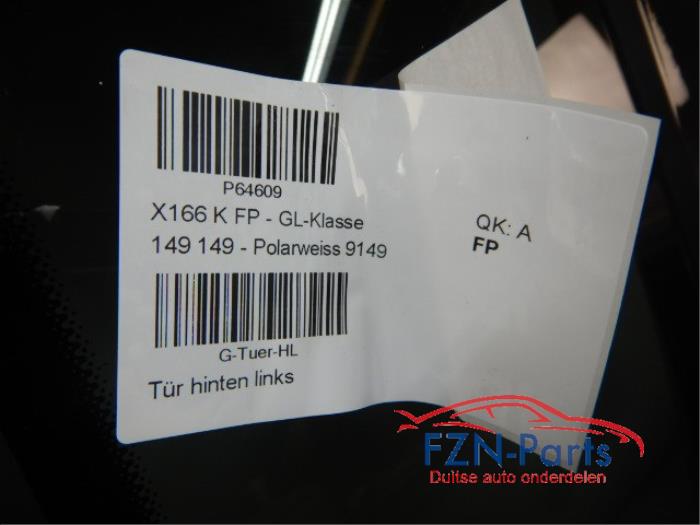 P64609
X166 K FP - GL-Klasse
149 149 - Polarweiss 9149
QK: A
FP
G-Tuer-HL
Tür hinten links
FZN-Parts
Duitse auto onderdelen